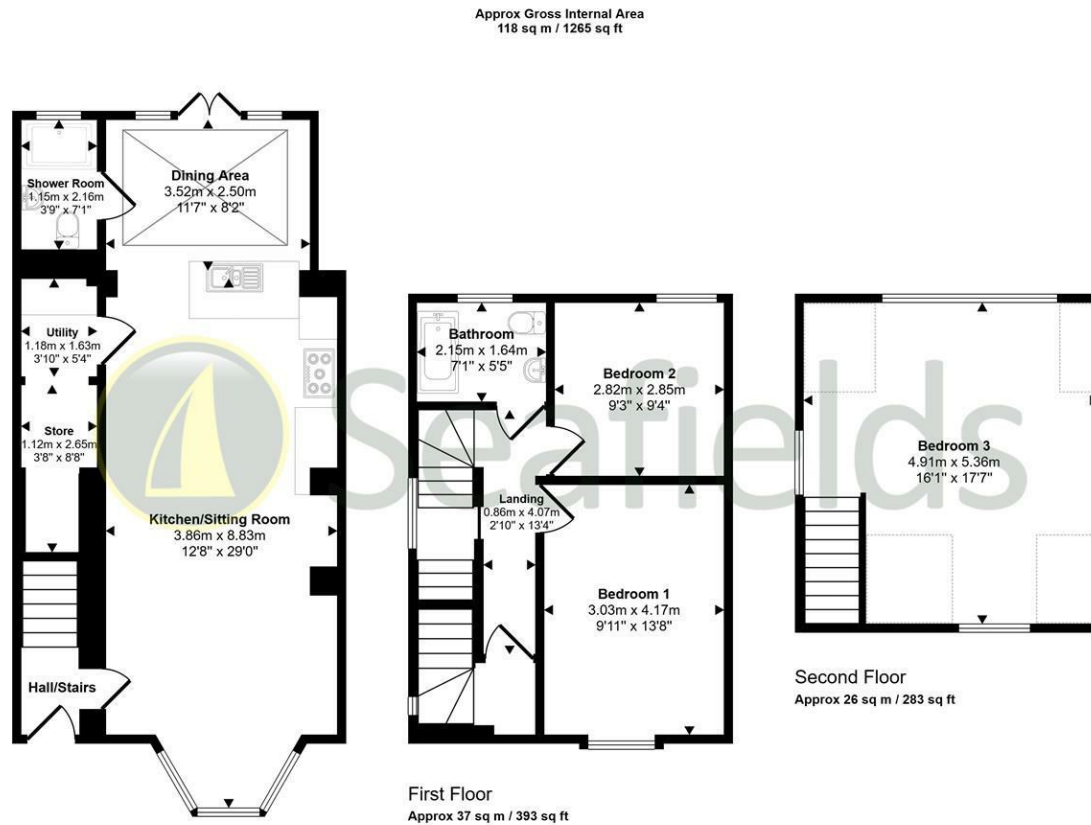 Approx Gross Internal Area
118 sq m / 1265 sq ft
Dining Area
3.52m x 2.50m
11'7" x 8'2"
Shower Room
1.15m x 2.16m
3'9" x 7'1"
Utility
1.18m x 1.63m
3'10" x 5'4"
Store
1.12m x 2.65m
3'8" x 8'8"
Kitchen/Sitting Room
3.86m x 8.83m
12'8" x 29'0"
Hall/Stairs
Seafields
Bathroom
2.15m x 1.64m
7'1" x 5'5"
Bedroom 2
2.82m x 2.85m
9'3" x 9'4"
Landing
0.86m x 4.07m
2'10" x 13'4"
Bedroom 1
3.03m x 4.17m
9'11" x 13'8"
First Floor
Approx 37 sq m / 393 sq ft
Bedroom 3
4.91m x 5.36m
16'1" x 17'7"
Second Floor
Approx 26 sq m / 283 sq ft